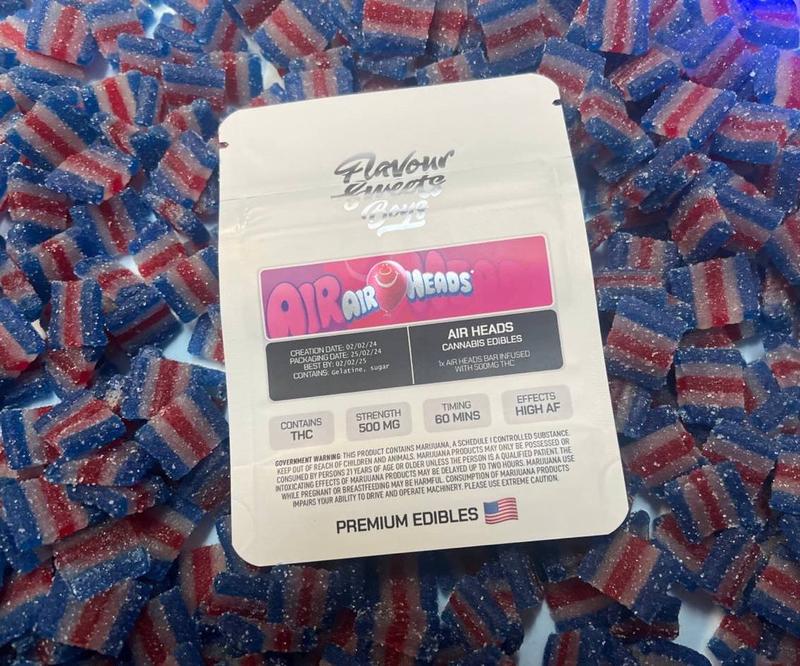 Flavour
Sweets
Boys
AIR HEADS
AIR HEADS
CREATION DATE: 02/02/24
PACKAGING DATE: 25/02/24
BEST BY: 02/02/25
CONTAINS: Gelatine, sugar
AIR HEADS
CANNABIS EDIBLES
1x AIR HEADS BAR INFUSED
WITH 500MG THC
CONTAINS
THC
STRENGTH
500 MG
TIMING
60 MINS
EFFECTS
HIGH AF
GOVERNMENT WARNING: THIS PRODUCT CONTAINS MARIJUANA, A SCHEDULE I CONTROLLED SUBSTANCE.
KEEP OUT OF REACH OF CHILDREN AND ANIMALS. MARIJUANA PRODUCTS MAY ONLY BE POSSESSED OR
CONSUMED BY PERSONS 21 YEARS OF AGE OR OLDER UNLESS THE PERSON IS A QUALIFIED PATIENT. THE
INTOXICATING EFFECTS OF MARIJUANA PRODUCTS MAY BE DELAYED UP TO TWO HOURS. MARIJUANA USE
WHILE PREGNANT OR BREASTFEEDING MAY BE HARMFUL. CONSUMPTION OF MARIJUANA PRODUCTS
IMPAIRS YOUR ABILITY TO DRIVE AND OPERATE MACHINERY. PLEASE USE EXTREME CAUTION.
PREMIUM EDIBLES